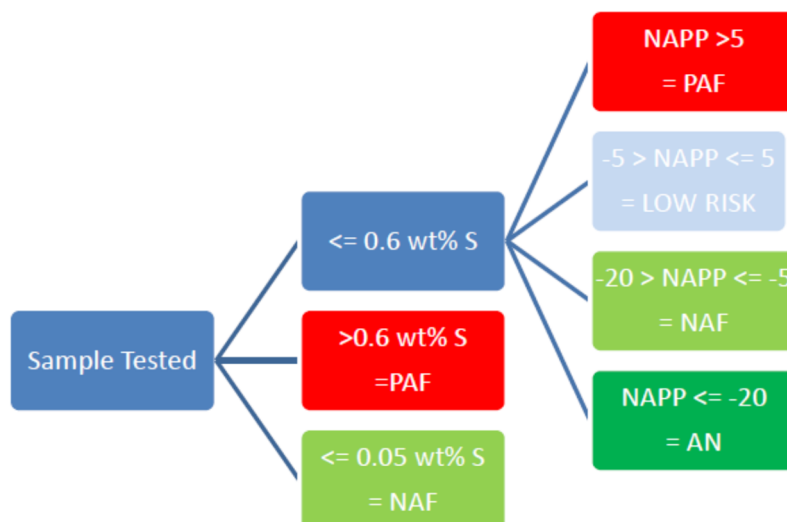 Sample Tested
<= 0.6 wt% S
>0.6 wt% S
=PAF
<= 0.05 wt% S
= NAF
NAPP >5
= PAF
-5 > NAPP <= 5
= LOW RISK
-20 > NAPP <= -5
= NAF
NAPP <= -20
= AN